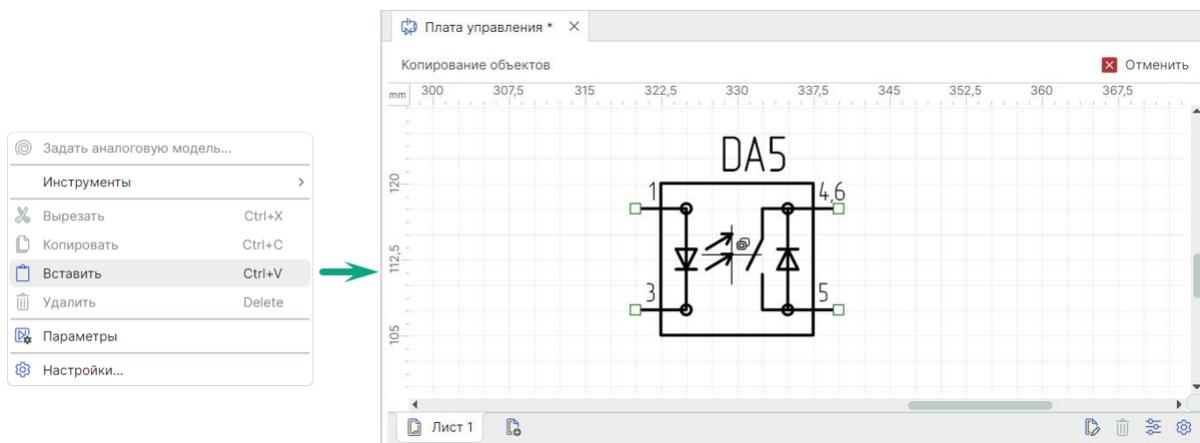 Задать аналоговую модель...
Инструменты
Вырезать Ctrl+X
Копировать Ctrl+C
Вставить Ctrl+V
Удалить Delete
Параметры
Настройки...
Плата управления *
Копирование объектов Отменить
mm 300 307,5 315 322,5 330 337,5 345 352,5 360 367,5
120
112,5
105
DA5
1 4,6
3 5
Лист 1